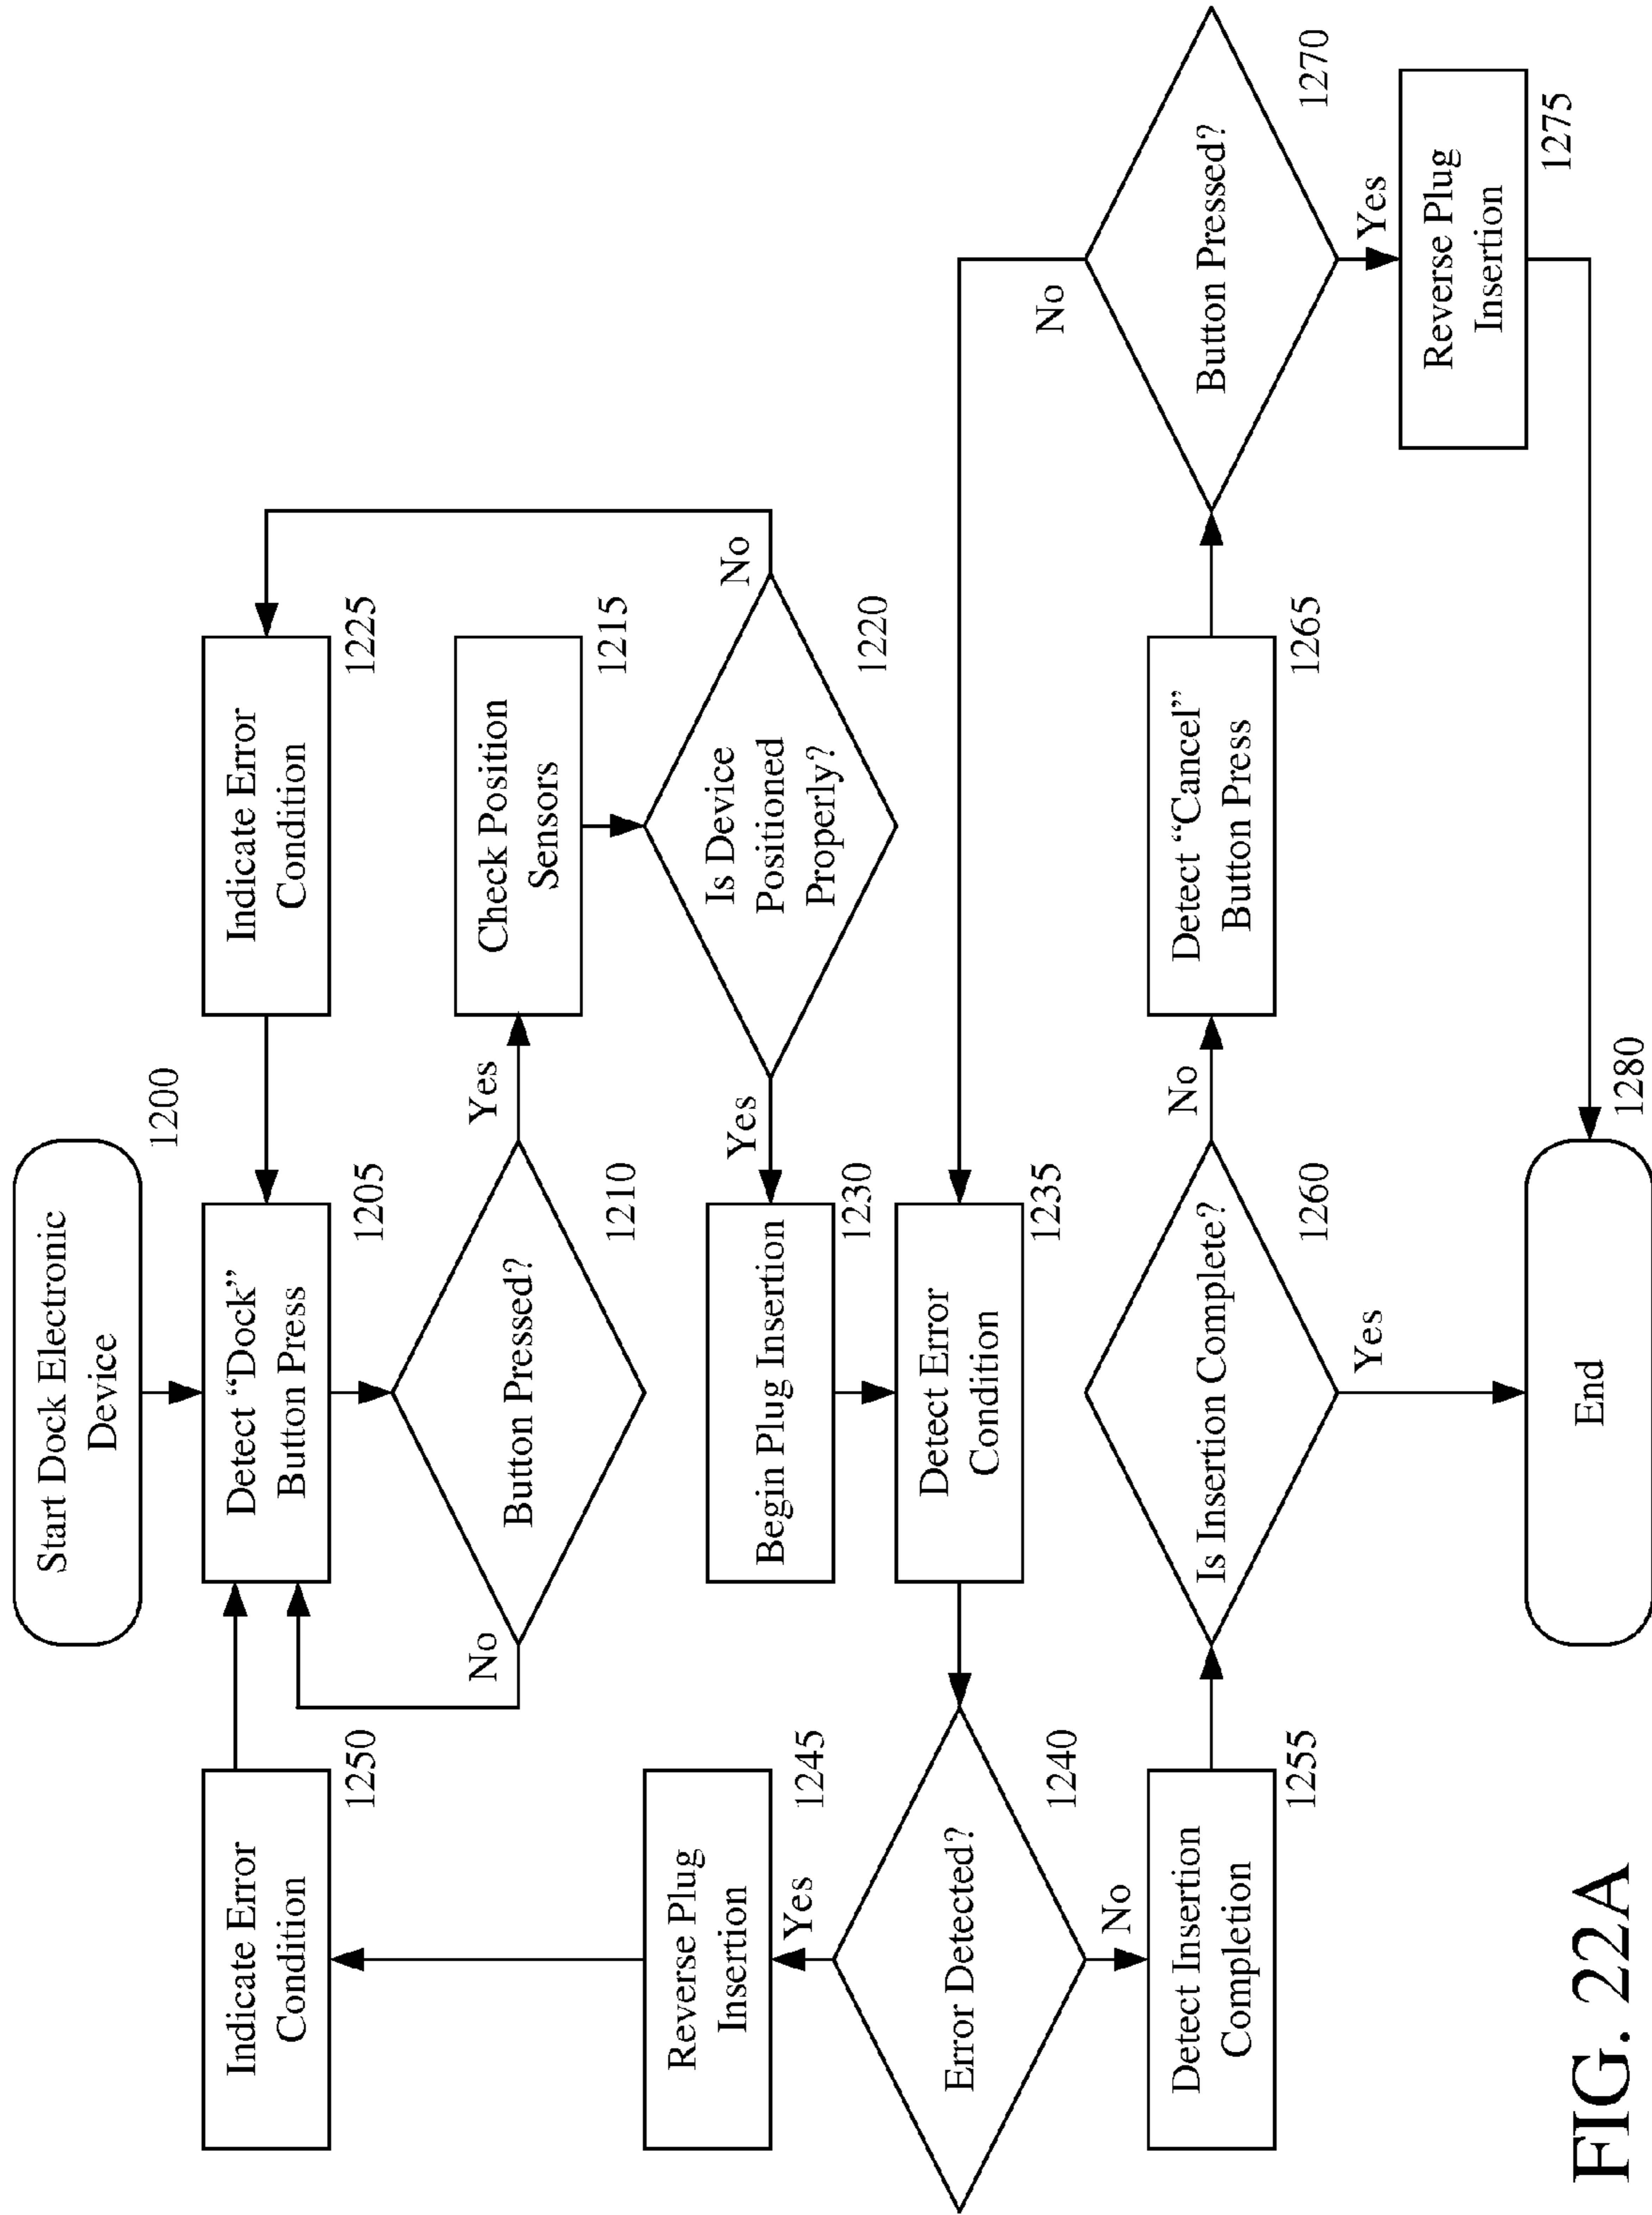 Start Dock Electronic
Device
1200
Indicate Error
Condition
1250
Detect “Dock”
Button Press
1205
Indicate Error
Condition
1225
No
Button Pressed?
1210
Yes
Check Position
Sensors
1215
Reverse Plug
Insertion
1245
Begin Plug Insertion
1230
Yes
Is Device
Positioned
Properly?
1220
No
Yes
Error Detected?
1240
No
Detect Error
Condition
1235
No
Detect Insertion
Completion
1255
Is Insertion Complete?
1260
No
Yes
Detect “Cancel”
Button Press
1265
Button Pressed?
1270
Yes
Reverse Plug
Insertion
1275
End
1280
FIG. 22A